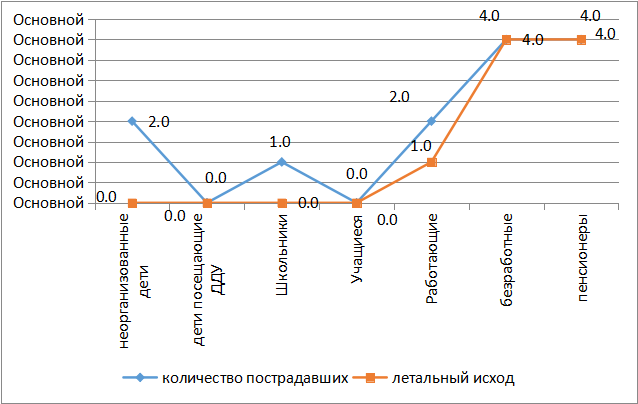 Основной
Основной
Основной
Основной
Основной
Основной
Основной
Основной
Основной
Основной
4.0
4.0
4.0
4.0
2.0
2.0
1.0
1.0
0.0
0.0
0.0
0.0
0.0
0.0
неорганизованные
дети
дети посещающие
ДДУ
Школьники
Учащиеся
Работающие
безработные
пенсионеры
количество пострадавших
летальный исход